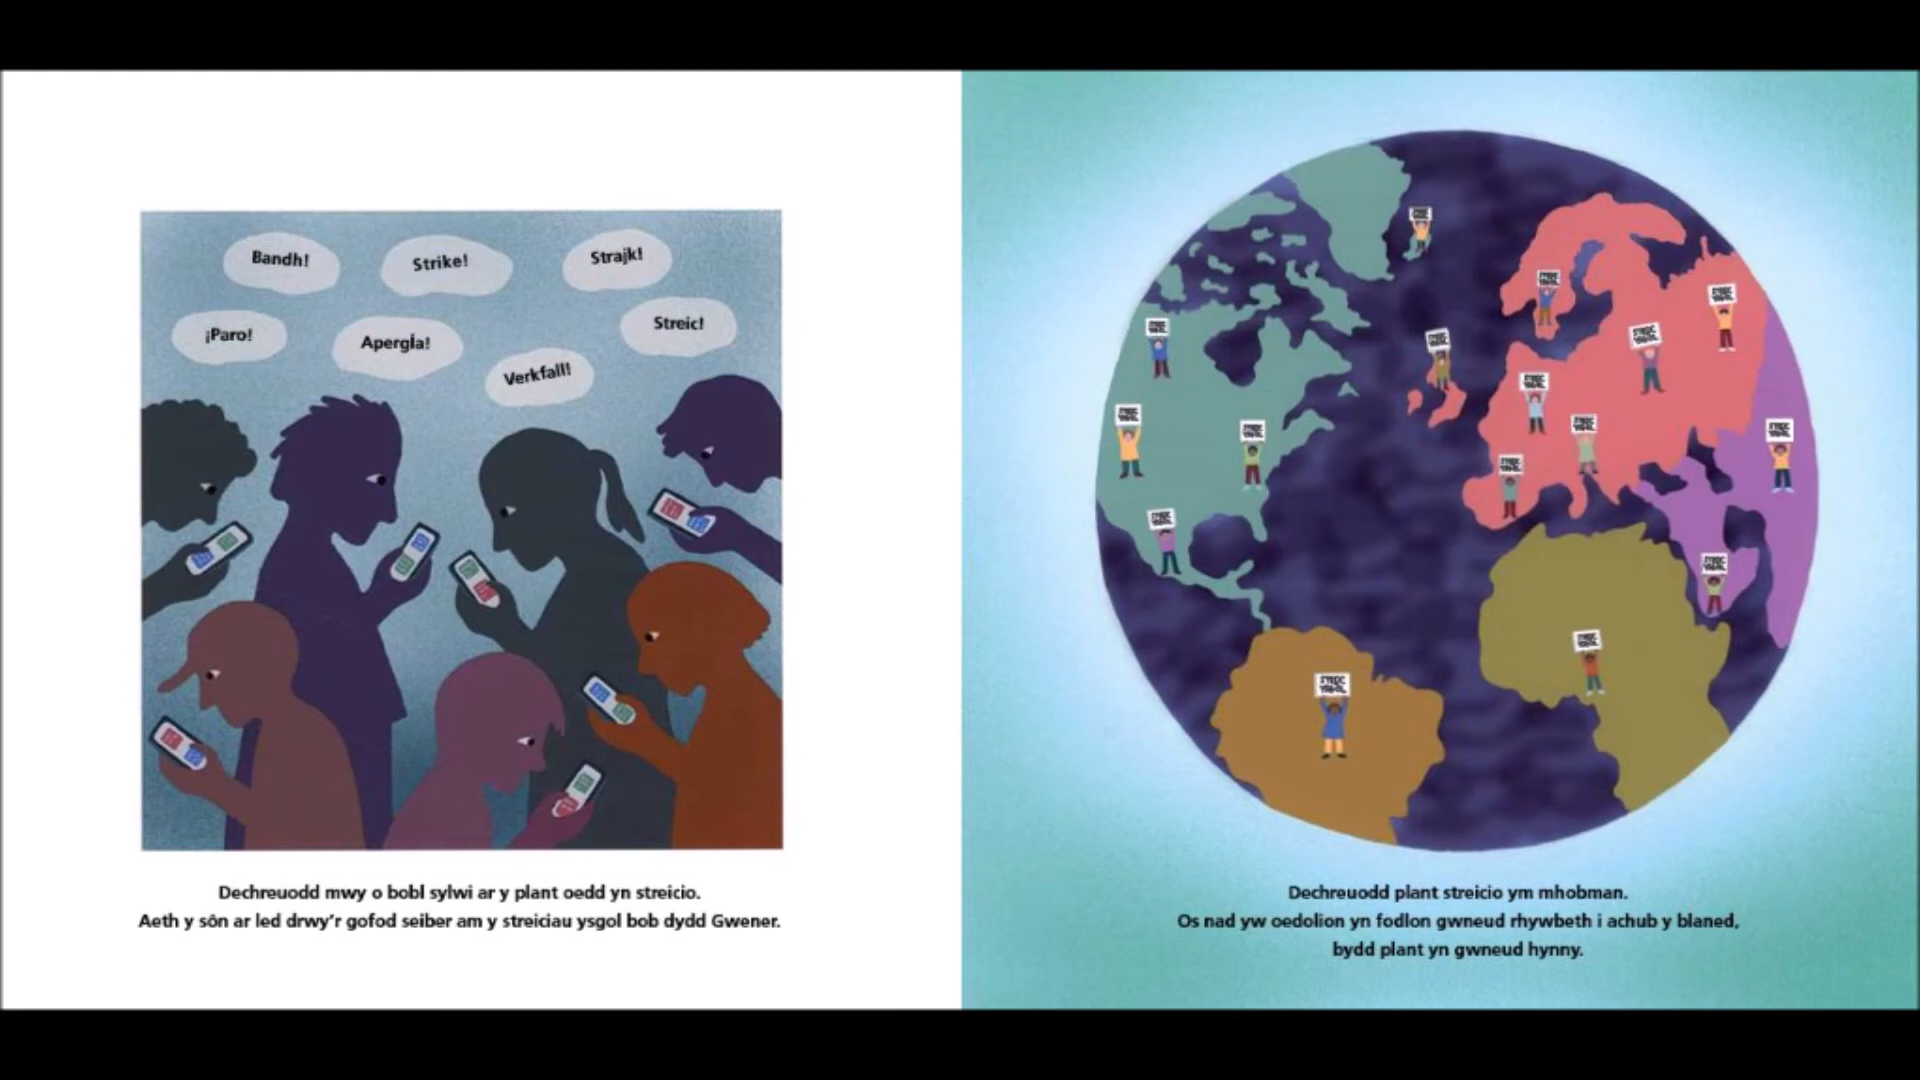 Bandh!
Strike!
Strajk!
¡Paro!
Apergía!
Streic!
Verkfall!
Dechreuodd mwy o bobl sylwi ar y plant oedd yn streicio.
Aeth y sôn ar led drwy'r gofod seiber am y streiciau ysgol bob dydd Gwener.
Dechreuodd plant streicio ym mhobman.
Os nad yw oedolion yn fodlon gwneud rhywbeth i achub y blaned,
bydd plant yn gwneud hynny.